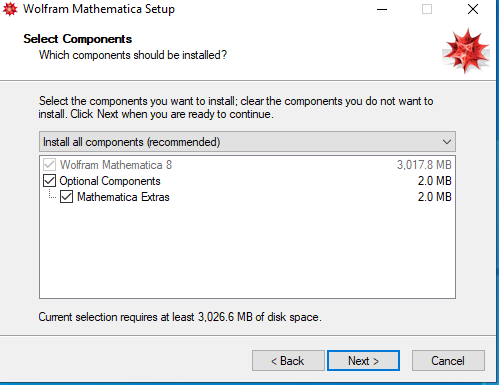 Wolfram Mathematica Setup
Select Components
Which components should be installed?
Select the components you want to install; clear the components you do not want to
install. Click Next when you are ready to continue.
Install all components (recommended)
Wolfram Mathematica 8 3,017.8 MB
Optional Components 2.0 MB
Mathematica Extras 2.0 MB
Current selection requires at least 3,026.6 MB of disk space.
< Back Next > Cancel